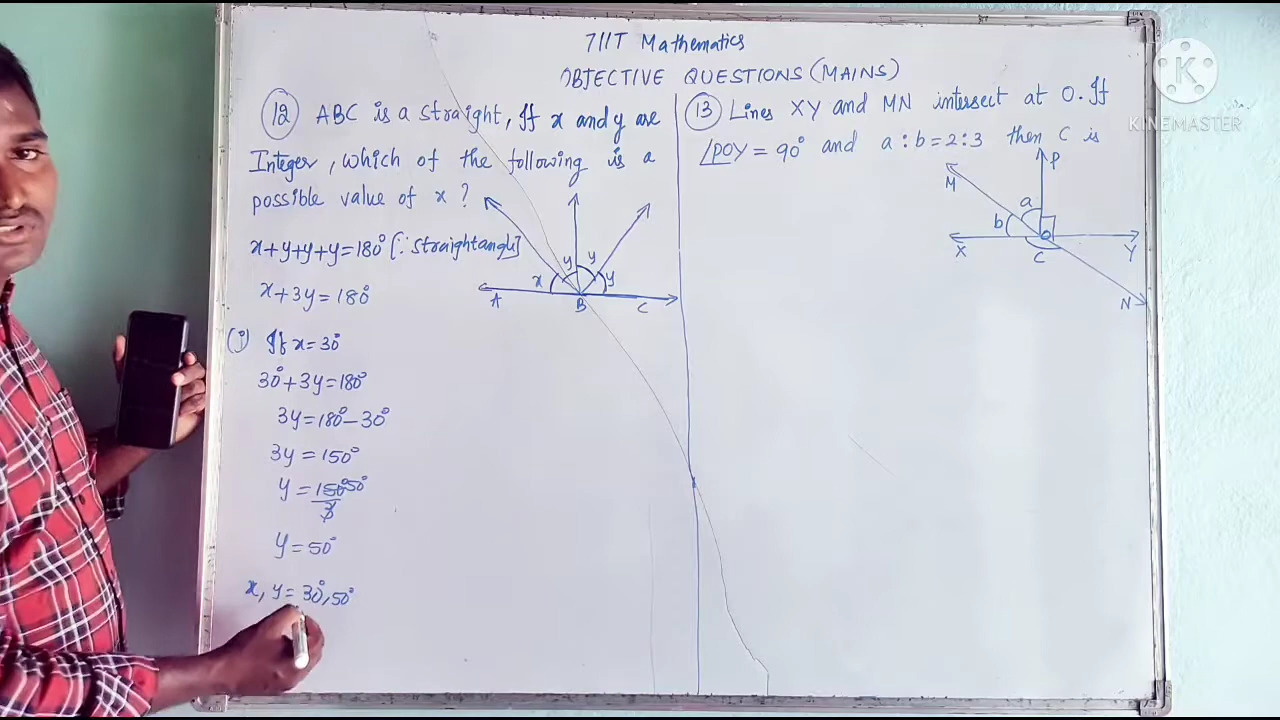 7IIT Mathematics
OBJECTIVE QUESTIONS (MAINS)
12 ABC is a straight, If x and y are
Integer, which of the following is a
possible value of x ?
x+y+y+y=180° [∵ straightangle]
x+3y=180°
(i) If x=30°
30°+3y=180°
3y=180°-30°
3y=150°
y=150°/3 50°
y=50°
x, y=30°,50°
x y y y
A B C
13 Lines XY and MN intersect at O. If
∠POY = 90° and a:b=2:3 then C is
M P
a
b O
X C Y
N
K
KINEMASTER